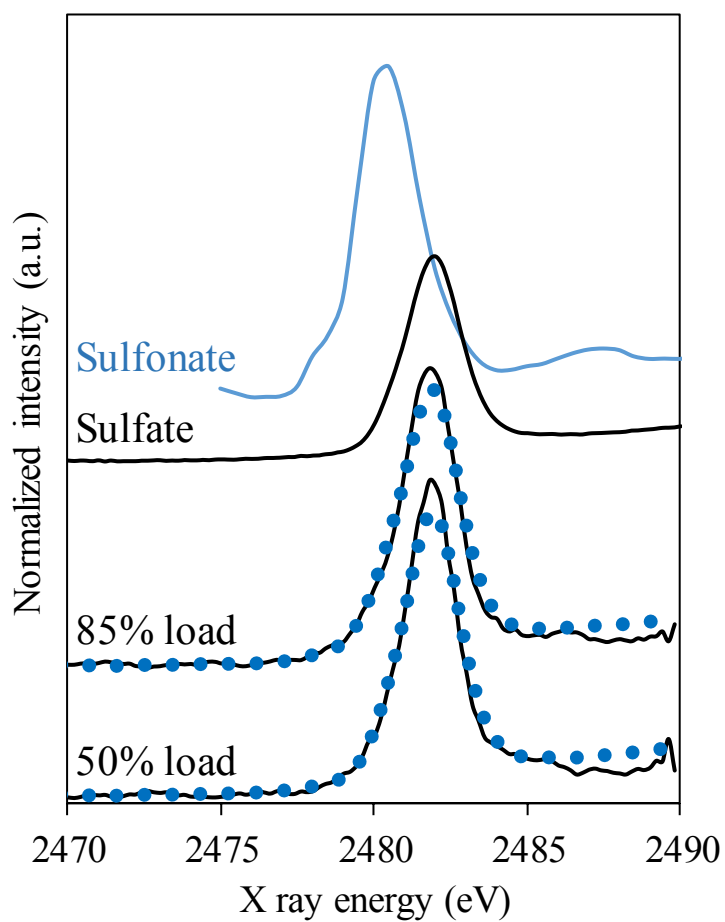 Normalized intensity (a.u.)
Sulfonate
Sulfate
85% load
50% load
2470 2475 2480 2485 2490
X ray energy (eV)